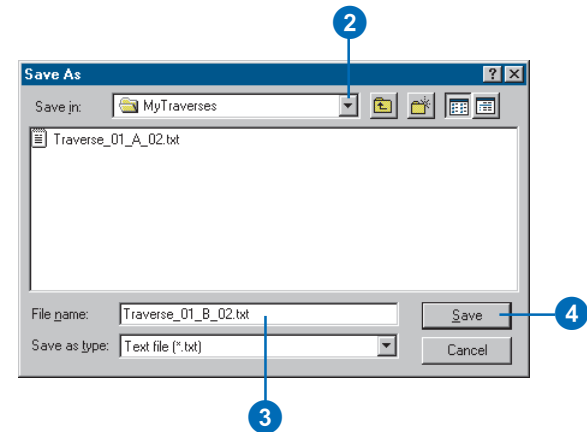 2
Save As
Save in: MyTraverses
Traverse_01_A_02.txt
File name: Traverse_01_B_02.txt Save 4
Save as type: Text file (*.txt) Cancel
3